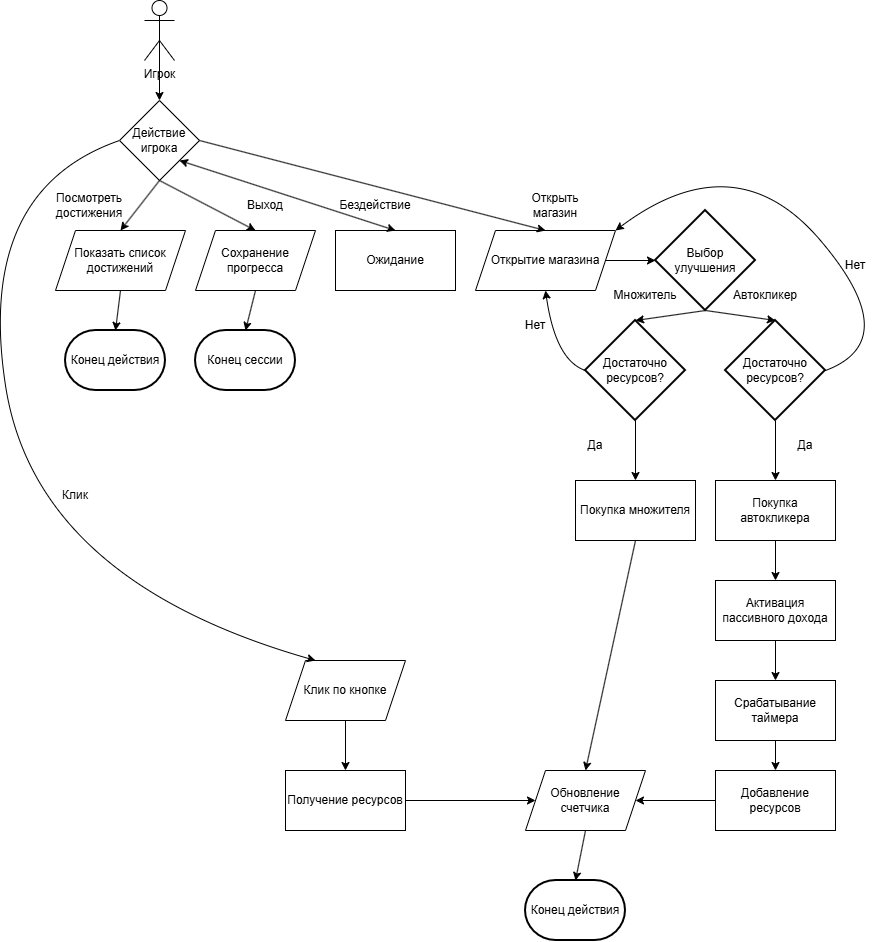 Игрок
Действие
игрока
Посмотреть
достижения
Выход
Бездействие
Открыть
магазин
Показать список
достижений
Сохранение
прогресса
Ожидание
Открытие магазина
Выбор
улучшения
Нет
Множитель
Автокликер
Нет
Конец действия
Конец сессии
Достаточно
ресурсов?
Достаточно
ресурсов?
Да
Да
Клик
Покупка множителя
Покупка
автокликера
Активация
пассивного дохода
Клик по кнопке
Срабатывание
таймера
Получение ресурсов
Обновление
счетчика
Добавление
ресурсов
Конец действия